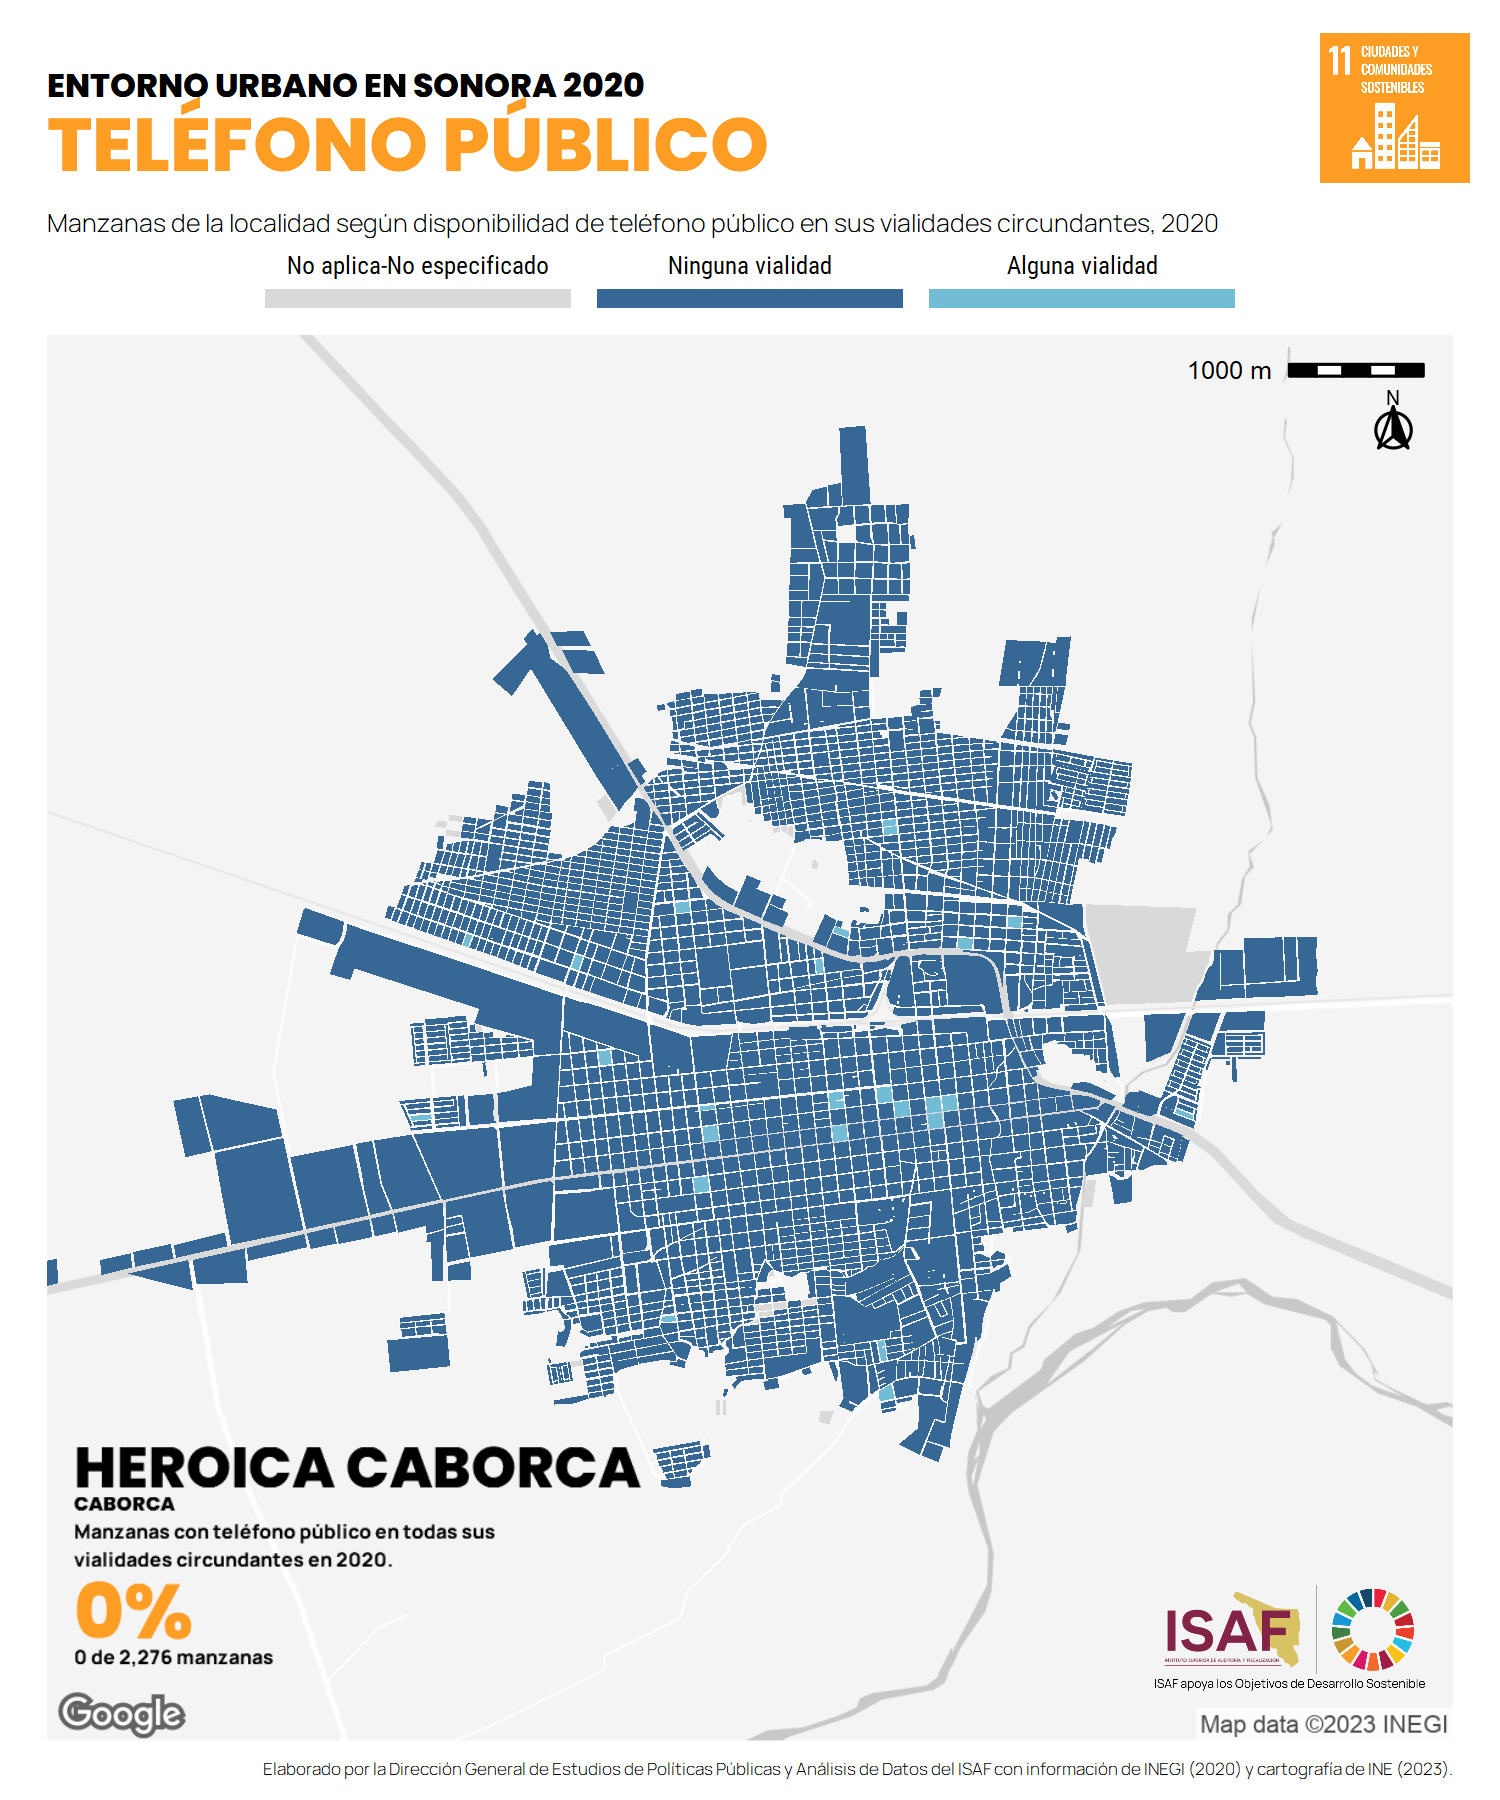 ENTORNO URBANO EN SONORA 2020
TELÉFONO PÚBLICO
11 CIUDADES Y
COMUNIDADES
SOSTENIBLES
Manzanas de la localidad según disponibilidad de teléfono público en sus vialidades circundantes, 2020
No aplica-No especificado
Ninguna vialidad
Alguna vialidad
1000 m
N
HEROICA CABORCA
CABORCA
Manzanas con teléfono público en todas sus
vialidades circundantes en 2020.
0%
0 de 2,276 manzanas
Google
ISAF
INSTITUTO SUPERIOR DE AUDITORÍA Y FISCALIZACIÓN
ISAF apoya los Objetivos de Desarrollo Sostenible
Map data ©2023 INEGI
Elaborado por la Dirección General de Estudios de Políticas Públicas y Análisis de Datos del ISAF con información de INEGI (2020) y cartografía de INE (2023).